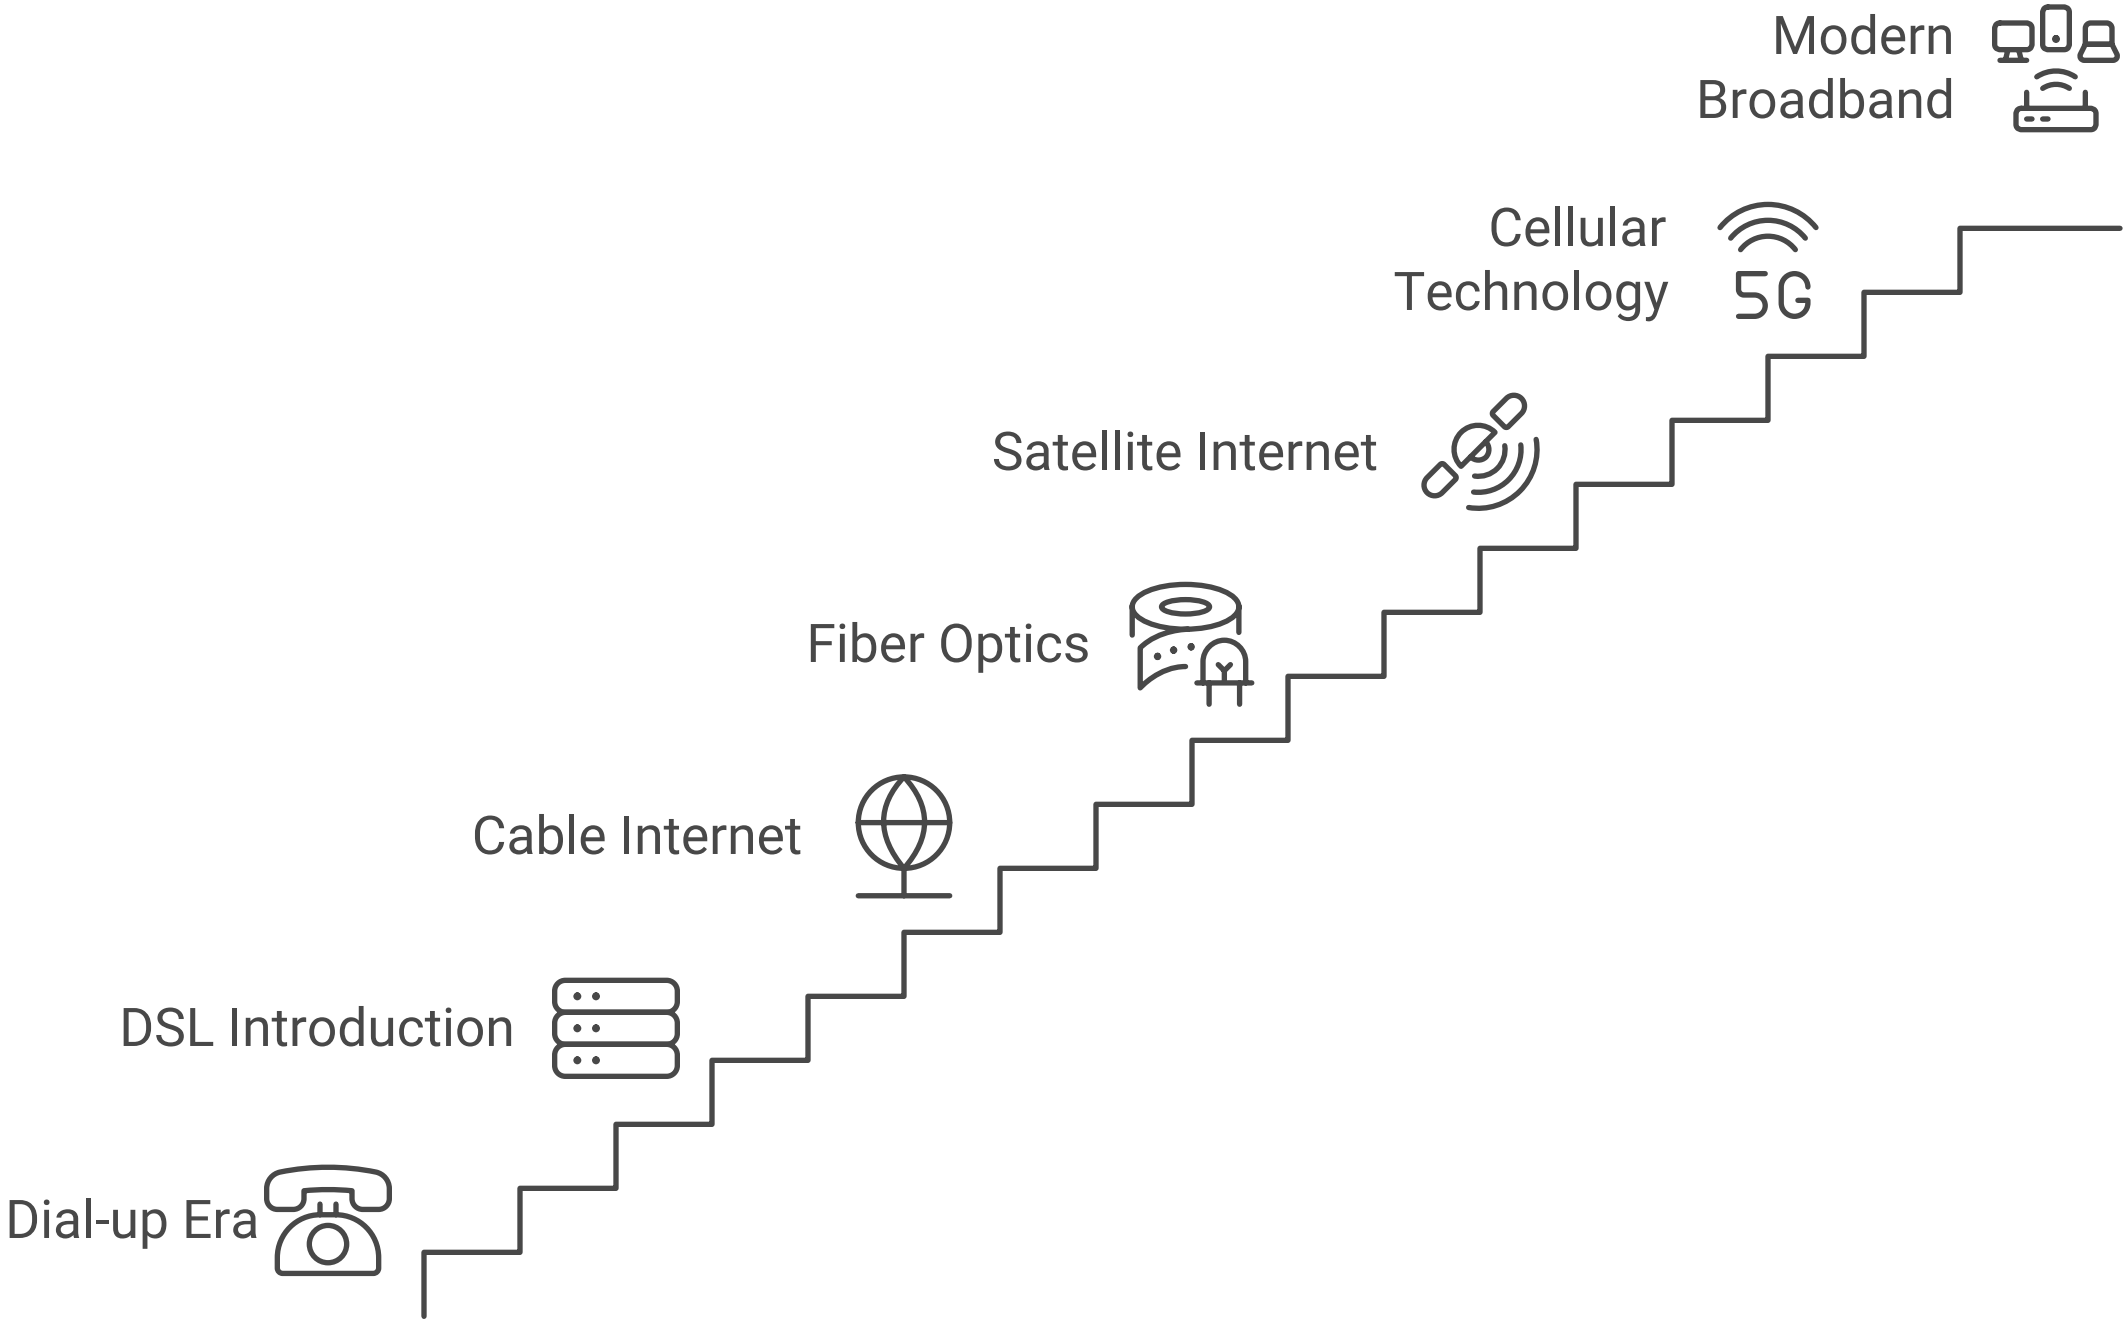 Modern
Broadband
Cellular
Technology
5G
Satellite Internet
Fiber Optics
Cable Internet
DSL Introduction
Dial-up Era